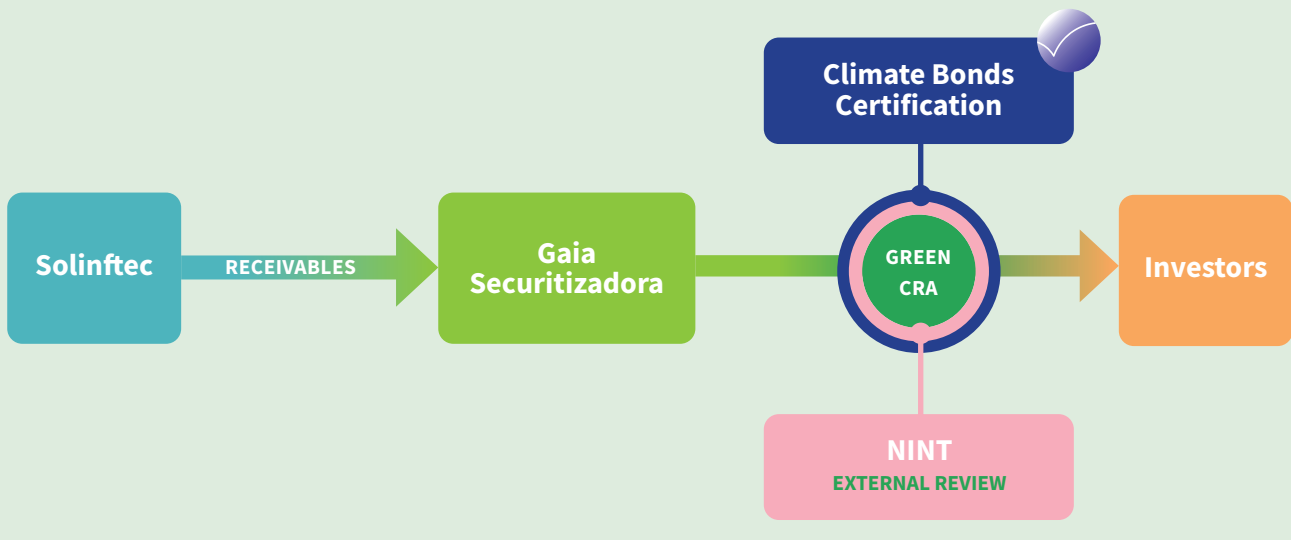 Climate Bonds
Certification
Solinftec
RECEIVABLES
Gaia
Securitizadora
GREEN
CRA
Investors
NINT
EXTERNAL REVIEW